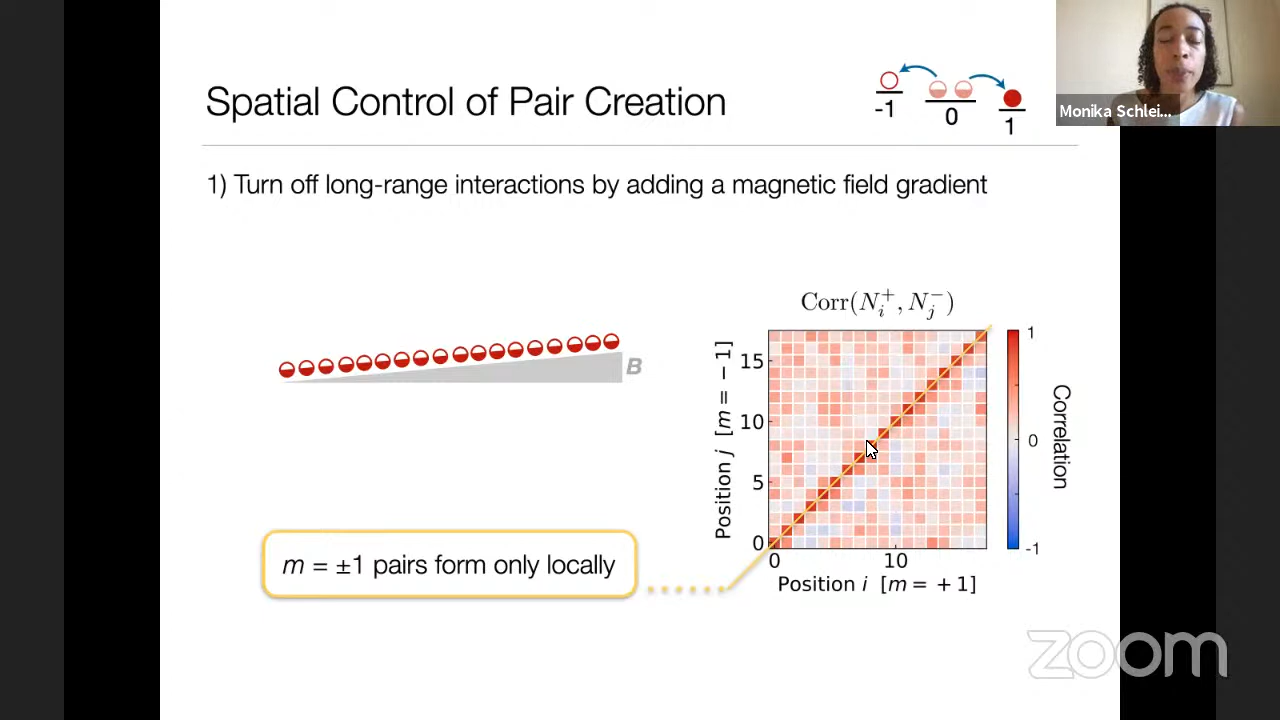 Spatial Control of Pair Creation
-1
0
1
Monika Schlei...
1) Turn off long-range interactions by adding a magnetic field gradient
B
Corr(N_i^+, N_j^-)
Position j [m = −1]
15
10
5
0
0
10
Position i [m = +1]
1
0
-1
Correlation
m = ±1 pairs form only locally
zoom